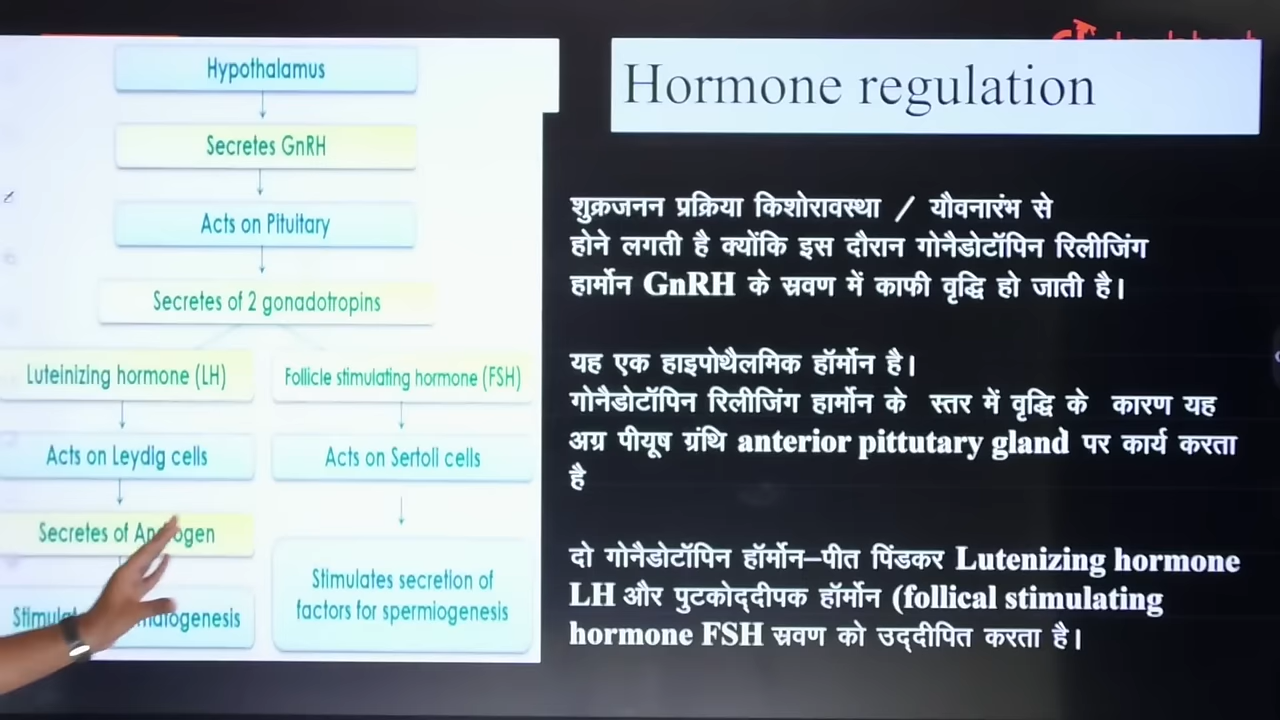 Hypothalamus
Secretes GnRH
Acts on Pituitary
Secretes of 2 gonadotropins
Luteinizing hormone (LH)
Follicle stimulating hormone (FSH)
Acts on Leydig cells
Acts on Sertoli cells
Secretes of
Stimulates secretion of
factors for spermiogenesis
Hormone regulation
शुक्रजनन प्रक्रिया किशोरावस्था / यौवनारंभ से
होने लगती है क्योंकि इस दौरान गोनैडोटॉपिन रिलीजिंग
हार्मोन GnRH के स्रवण में काफी वृद्धि हो जाती है।
यह एक हाइपोथैलमिक हॉर्मोन है।
गोनैडोटॉपिन रिलीजिंग हार्मोन के स्तर में वृद्धि के कारण यह
अग्र पीयूष ग्रंथि anterior pittutary gland पर कार्य करता
है
दो गोनैडोटॉपिन हॉर्मोन–पीत पिंडकर Lutenizing hormone
LH और पुटकोद्दीपक हॉर्मोन (follical stimulating
hormone FSH स्रवण को उद्दीपित करता है।